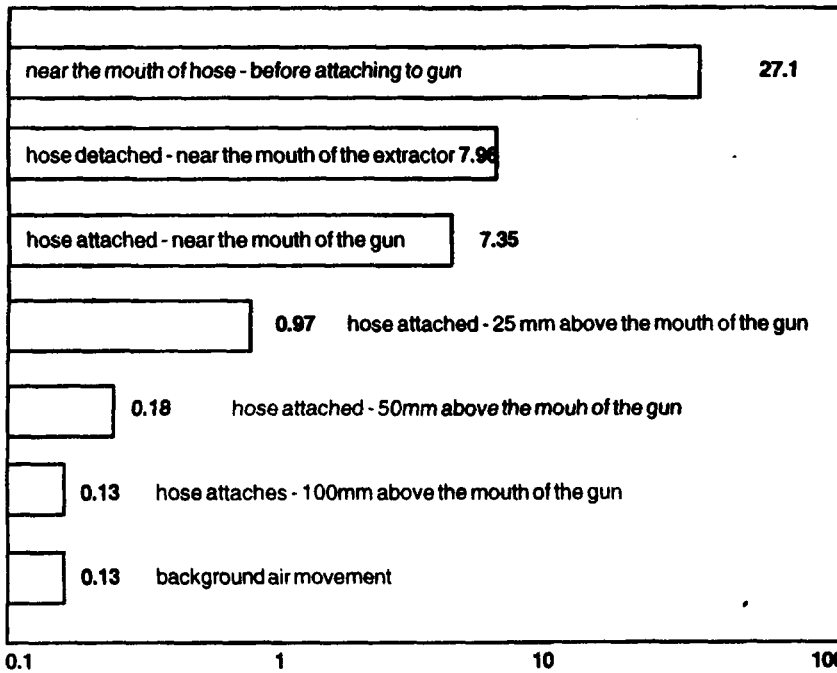 near the mouth of hose - before attaching to gun 27.1
hose detached - near the mouth of the extractor 7.96
hose attached - near the mouth of the gun 7.35
0.97 hose attached - 25 mm above the mouth of the gun
0.18 hose attached - 50mm above the mouh of the gun
0.13 hose attaches - 100mm above the mouth of the gun
0.13 background air movement
0.1 1 10 100